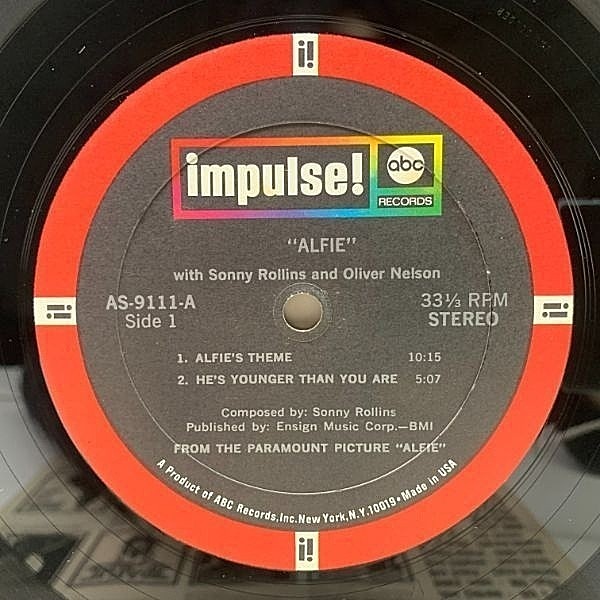 i!
impulse!
abc
RECORDS
"ALFIE"
with Sonny Rollins and Oliver Nelson
AS-9111-A
33⅓ RPM
Side 1
STEREO
i!
i!
1. ALFIE'S THEME 10:15
2. HE'S YOUNGER THAN YOU ARE 5:07
Composed by: Sonny Rollins
Published by: Ensign Music Corp.—BMI
FROM THE PARAMOUNT PICTURE "ALFIE"
A Product of ABC Records, Inc. New York, N.Y. 10019 • Made in USA
i!